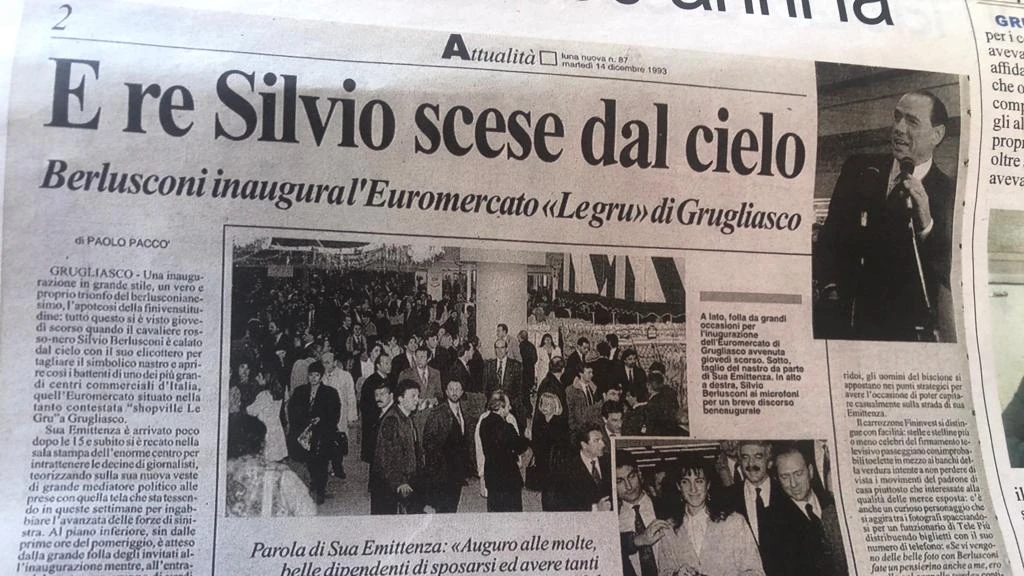 2
Attualità
luna nuova n. 87
martedì 14 dicembre 1993
E re Silvio scese dal cielo
Berlusconi inaugura l'Euromercato «Le gru» di Grugliasco
di PAOLO PACCO'
GRUGLIASCO - Una inaugu-
razione in grande stile, un vero e
proprio trionfo del berlusconiane-
simo, l'apoteosi della finivenstitu-
dine: tutto questo si è visto giove-
dì scorso quando il cavaliere ros-
so-nero Silvio Berlusconi è calato
dal cielo con il suo elicottero per
tagliare il simbolico nastro e apri-
re così i battenti di uno dei più gran-
di centri commerciali d'Italia,
quell'Euromercato situato nella
tanto contestata "shopville Le
Gru" a Grugliasco.
Sua Emittenza è arrivato poco
dopo le 15 e subito si è recato nella
sala stampa dell'enorme centro per
intrattenere le decine di giornalisti,
teorizzando sulla sua nuova veste
di grande mediatore politico alle
prese con quella tela che sta tessen-
do in queste settimane per ingab-
biare l'avanzata delle forze di si-
nistra. Al piano inferiore, sin dalle
prime ore del pomeriggio, è atteso
dalla grande folla degli invitati al-
l'inaugurazione mentre, all'entra-
A lato, folla da grandi
occasioni per
l'inaugurazione
dell'Euromercato di
Grugliasco avvenuta
giovedì scorso. Sotto,
taglio del nastro da parte
di Sua Emittenza. In alto
a destra, Silvio
Berlusconi ai microfoni
per un breve discorso
beneaugurale
Parola di Sua Emittenza: «Auguro alle molte,
belle dipendenti di sposarsi ed avere tanti
ridoi, gli uomini del biscione si
appostano nei punti strategici per
avere l'occasione di poter capita-
re casualmente sulla strada di sua
Emittenza.
Il carrozzone Fininvest si distin-
gue con facilità: stelle e stelline più
o meno celebri del firmamento te-
levisivo passeggiano con improba-
bili toelette in mezzo ai banchi del-
la verdura intente a non perdere di
vista i movimenti del padrone di
casa piuttosto che interessate alla
qualità delle merce esposta: c'è
anche un curioso personaggio che
si aggira tra i fotografi spacciando-
si per un funzionario di Tele Più
distribuendo biglietti con il suo
numero di telefono: «Se vi vengo-
no delle belle foto con Berlusconi
fate un pensierino anche a me,
GRU
per i c
aveva
affida
che o
comp
gli al
propr
oltre
aveva